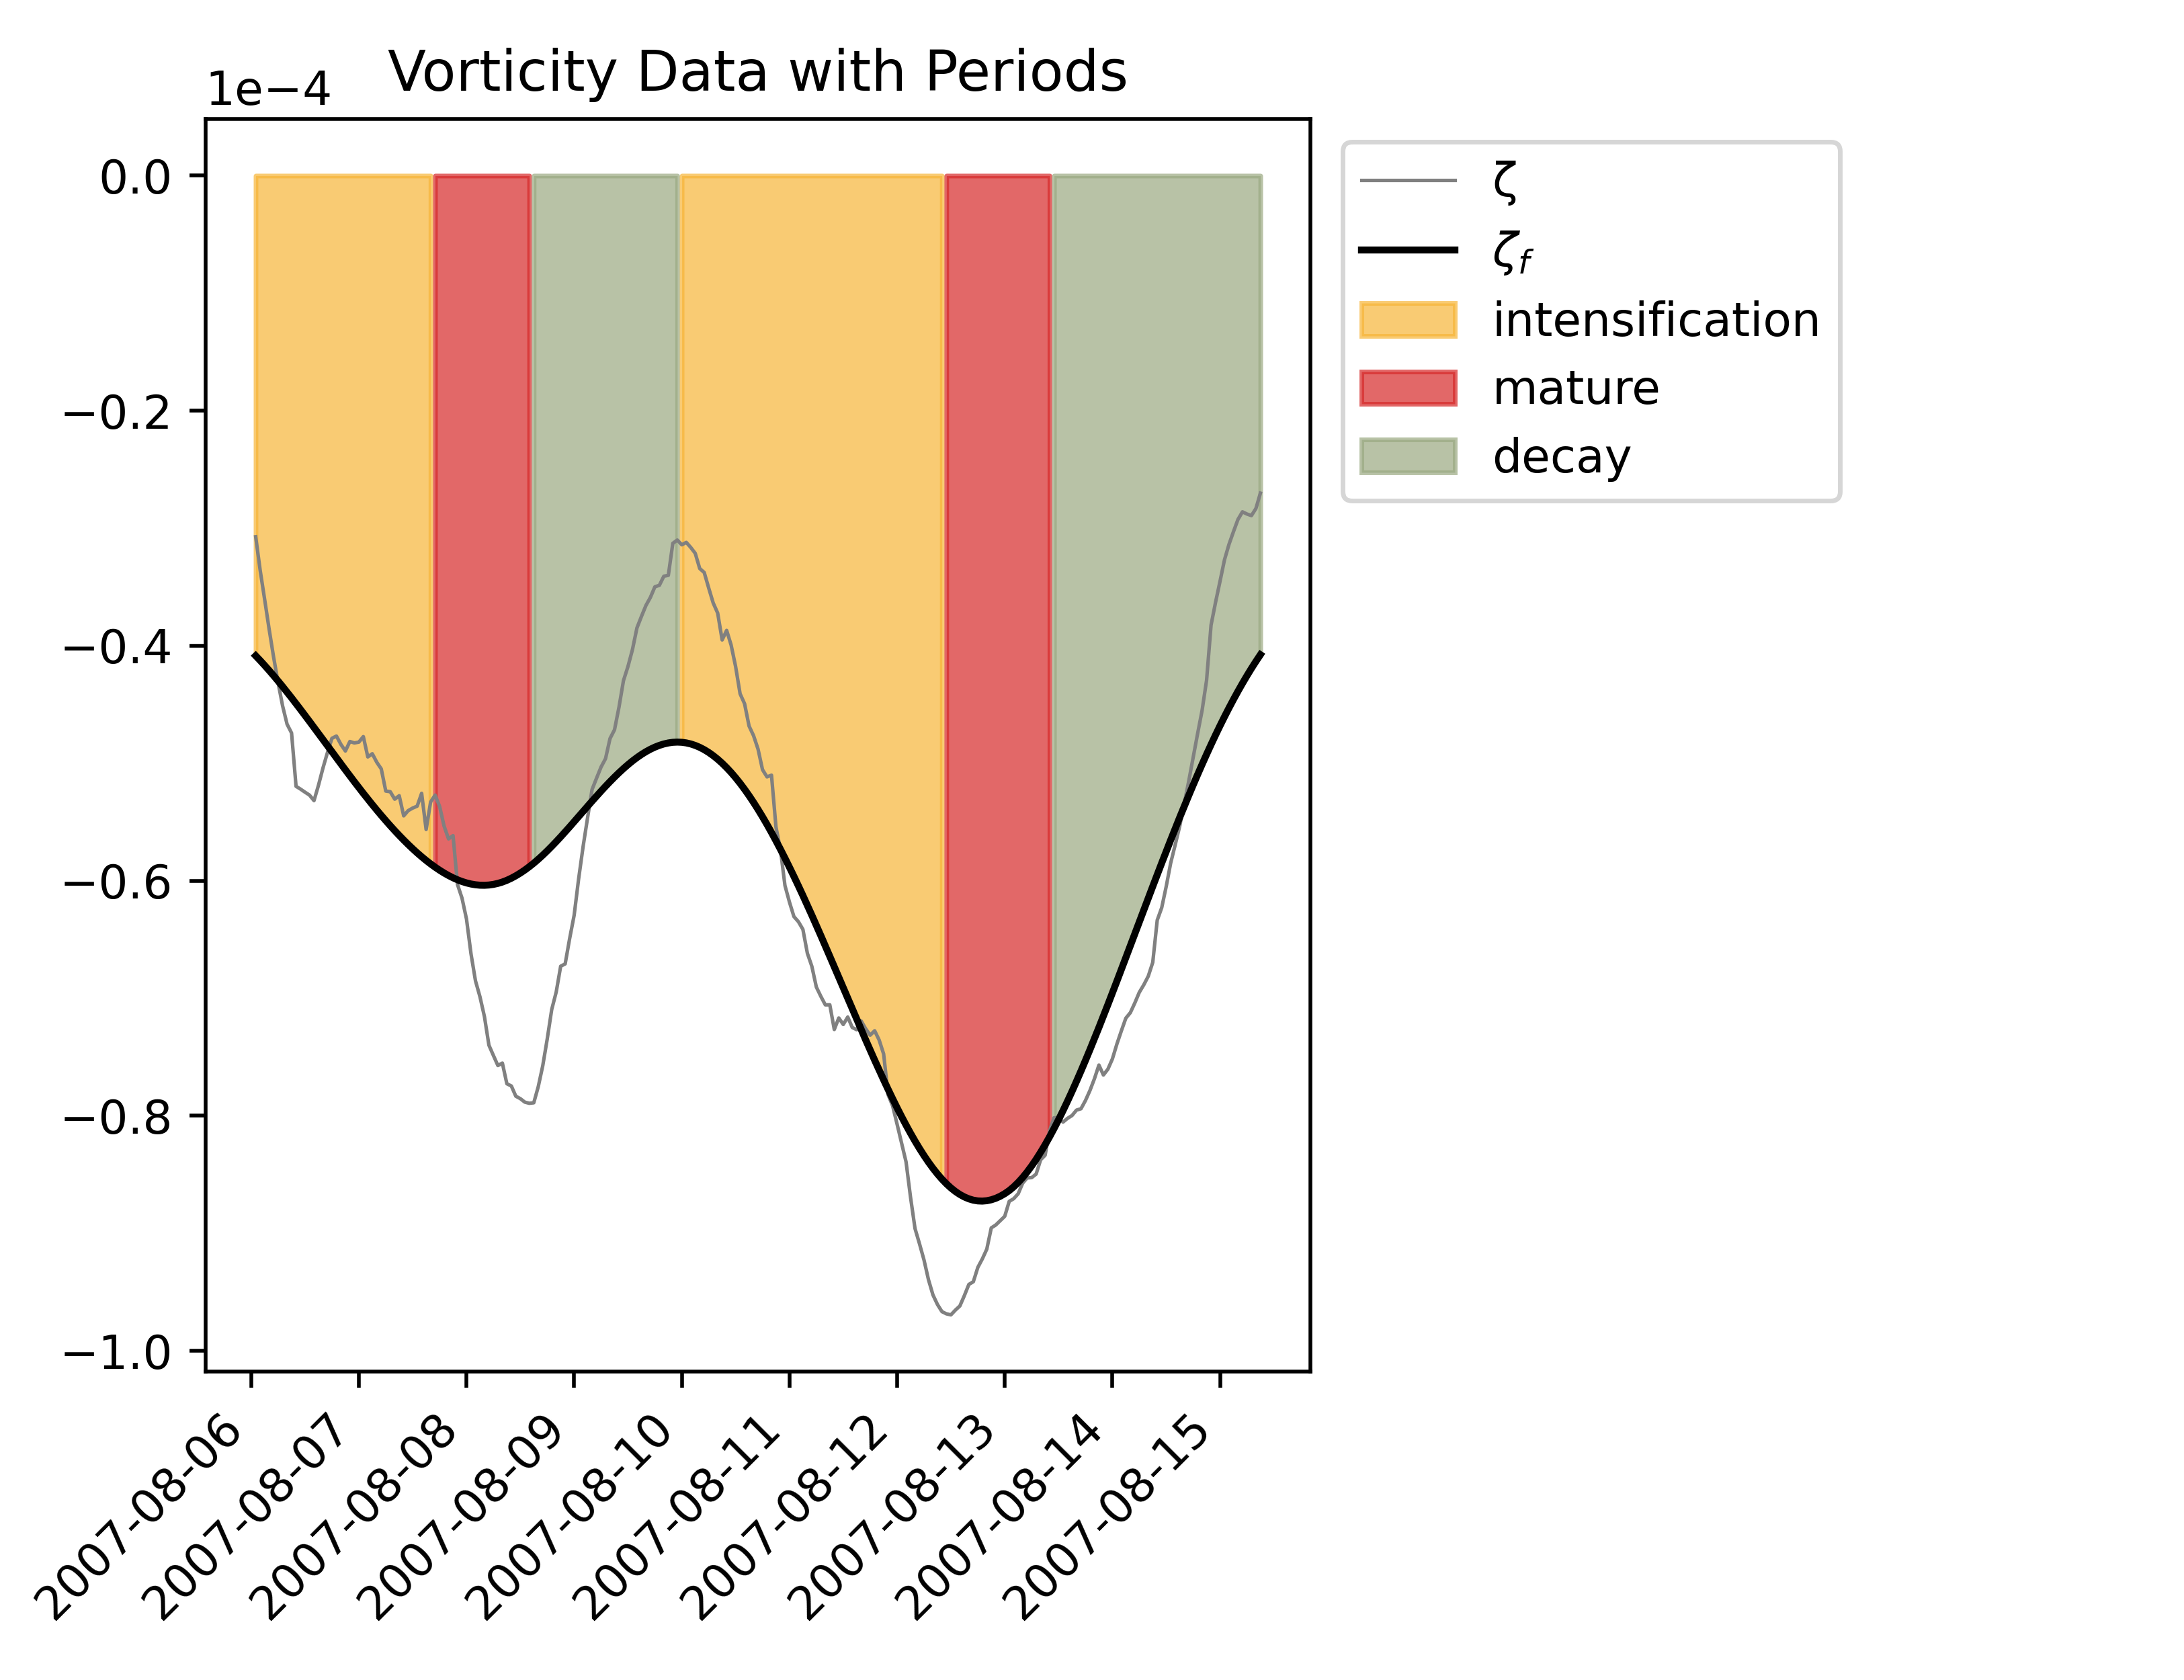 Vorticity Data with Periods
1e−4
0.0
−0.2
−0.4
−0.6
−0.8
−1.0
2007-08-06
2007-08-07
2007-08-08
2007-08-09
2007-08-10
2007-08-11
2007-08-12
2007-08-13
2007-08-14
2007-08-15
ζ
ζf
intensification
mature
decay